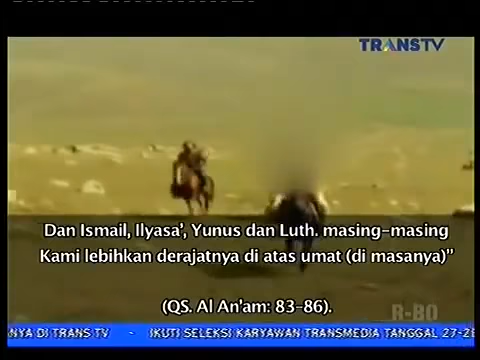 TRANSTV
Dan Ismail, Ilyasa', Yunus dan Luth. masing-masing
Kami lebihkan derajatnya di atas umat (di masanya)"
(QS. Al An'am: 83-86).
R-BO
NYA DI TRANS TV - IKUTI SELEKSI KARYAWAN TRANSMEDIA TANGGAL 27-28